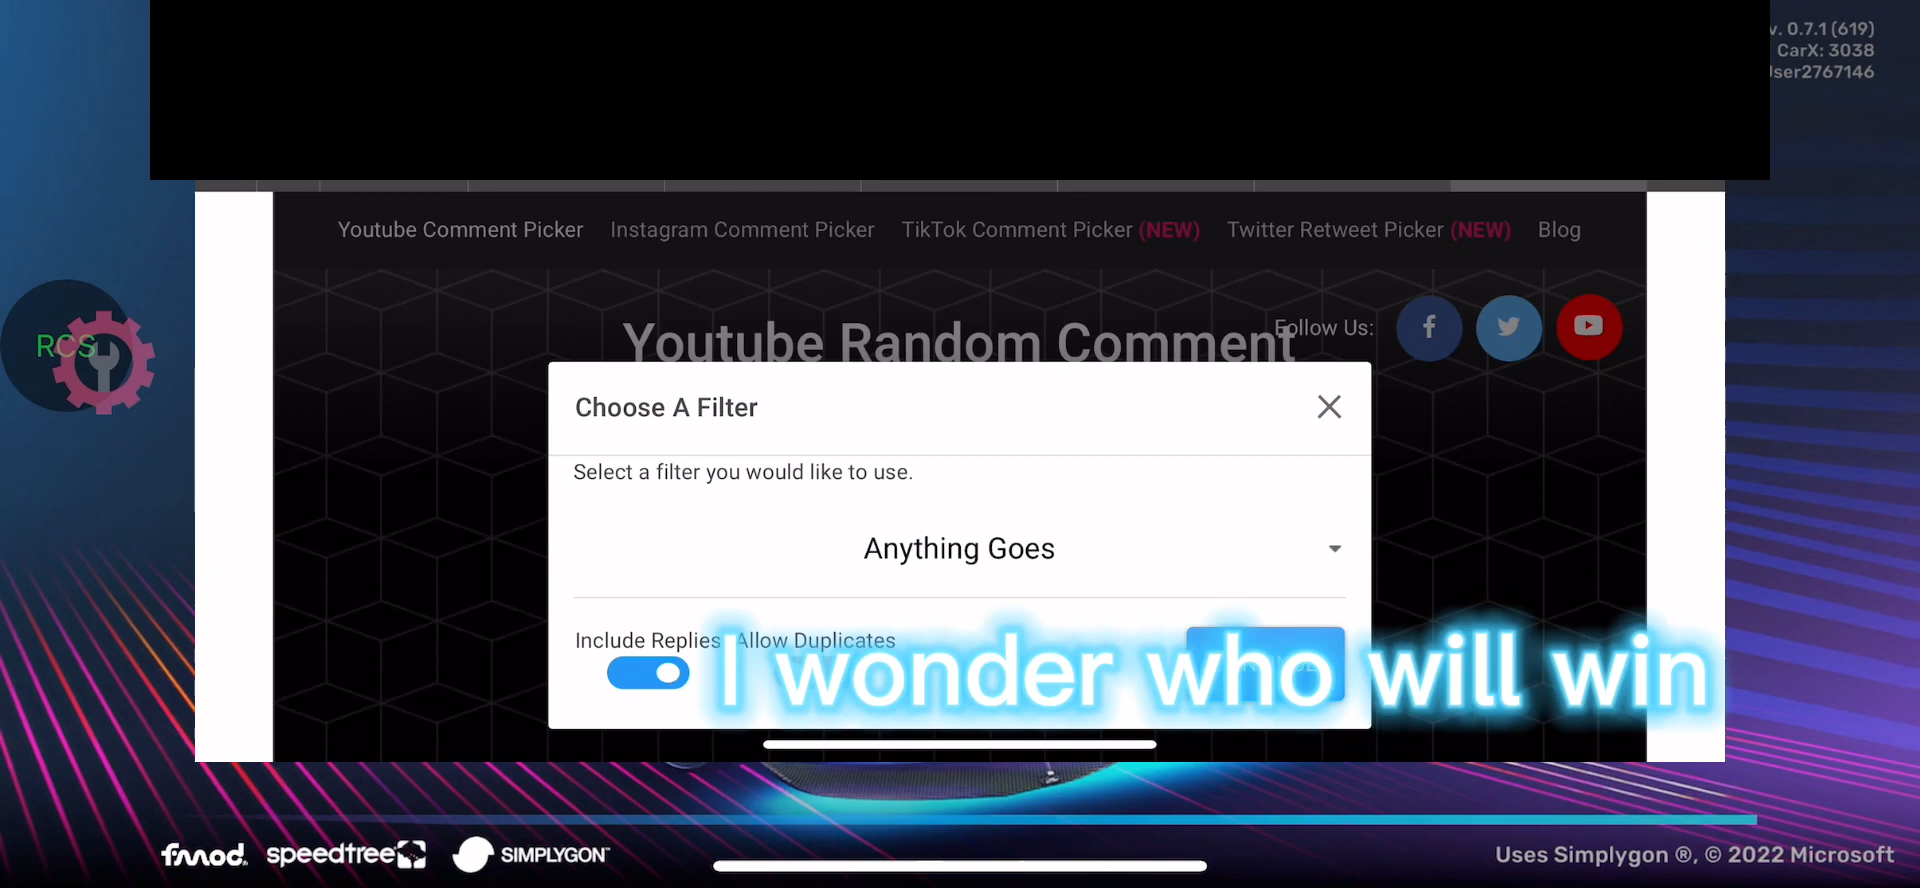 v. 0.7.1 (619)
CarX: 3038
User2767146
Youtube Comment Picker Instagram Comment Picker TikTok Comment Picker (NEW) Twitter Retweet Picker (NEW) Blog
Follow Us:
Youtube Random Comment
RCS
Choose A Filter
Select a filter you would like to use.
Anything Goes
Include Replies Allow Duplicates
I wonder who will win
fmod speedtree SIMPLYGON
Uses Simplygon ®, © 2022 Microsoft